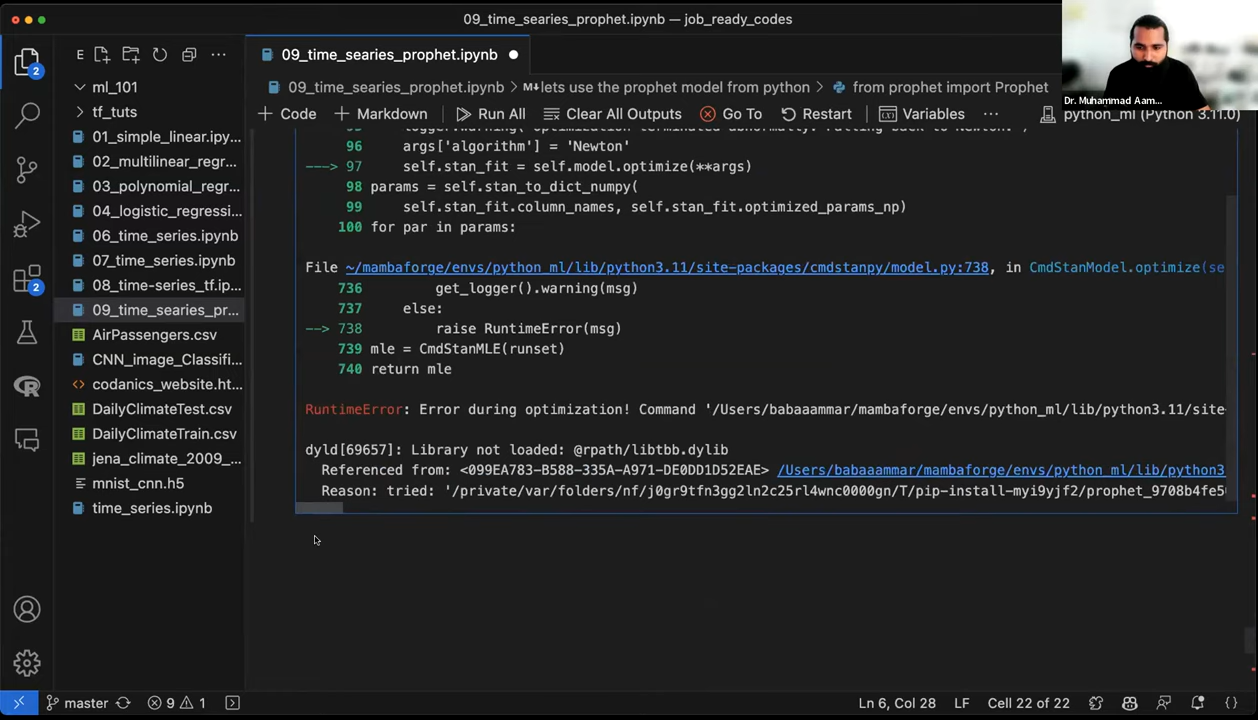 09_time_searies_prophet.ipynb — job_ready_codes
E
09_time_searies_prophet.ipynb
ml_101
tf_tuts
01_simple_linear.ipy...
02_multilinear_regr...
03_polynomial_regr...
04_logistic_regressi...
06_time_series.ipynb
07_time_series.ipynb
08_time-series_tf.ip...
09_time_searies_pr...
AirPassengers.csv
CNN_image_Classifi...
codanics_website.ht...
DailyClimateTest.csv
DailyClimateTrain.csv
jena_climate_2009_...
mnist_cnn.h5
time_series.ipynb
2
2
09_time_searies_prophet.ipynb > M↓lets use the prophet model from python > from prophet import Prophet
+ Code + Markdown Run All Clear All Outputs Restart Go To Variables ... python_ml (Python 3.11.0)
96 args['algorithm'] = 'Newton'
---> 97 self.stan_fit = self.model.optimize(**args)
98 params = self.stan_to_dict_numpy(
99 self.stan_fit.column_names, self.stan_fit.optimized_params_np)
100 for par in params:
File ~/mambaforge/envs/python_ml/lib/python3.11/site-packages/cmdstanpy/model.py:738, in CmdStanModel.optimize(se
736 get_logger().warning(msg)
737 else:
--> 738 raise RuntimeError(msg)
739 mle = CmdStanMLE(runset)
740 return mle
RuntimeError: Error during optimization! Command '/Users/babaaammar/mambaforge/envs/python_ml/lib/python3.11/site-
dyld[69657]: Library not loaded: @rpath/libtbb.dylib
Referenced from: <099EA783-B588-335A-A971-DE0DD1D52EAE> /Users/babaaammar/mambaforge/envs/python_ml/lib/python3
Reason: tried: '/private/var/folders/nf/j0gr9tfn3gg2ln2c25rl4wnc0000gn/T/pip-install-myi9yjf2/prophet_9708b4fe5
Dr. Muhammad Aam...
master 9 1 Ln 6, Col 28 LF Cell 22 of 22